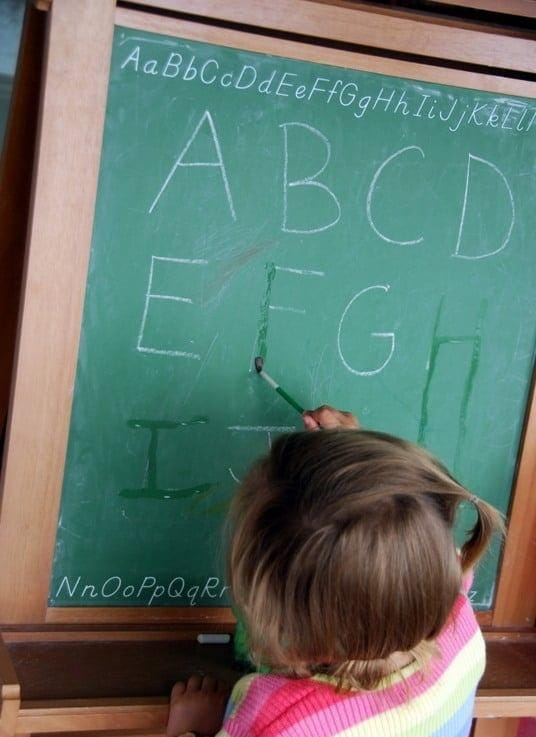 AaBbCcDdEeFfGgHhIiJjKkLl
A B C D
E F G H
I J
NnOoPpQqRr z